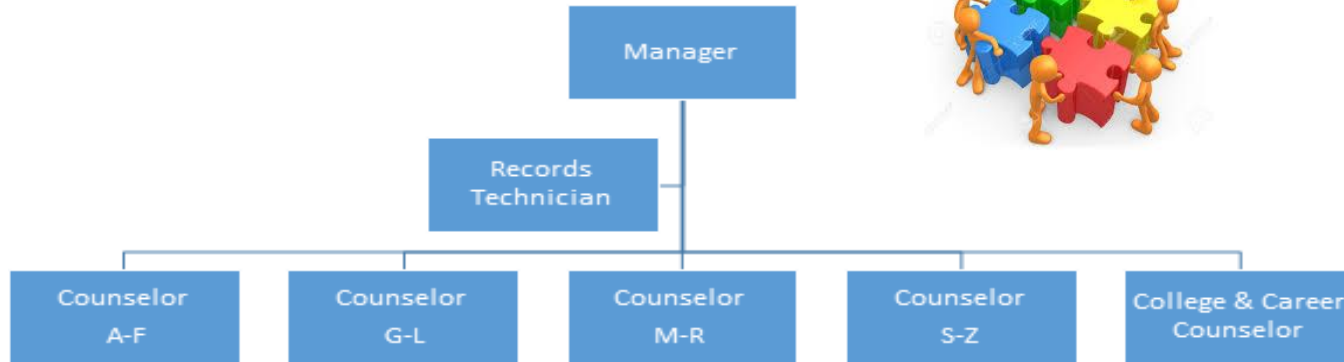 Manager
Records
Technician
Counselor
A-F
Counselor
G-L
Counselor
M-R
Counselor
S-Z
College & Career
Counselor